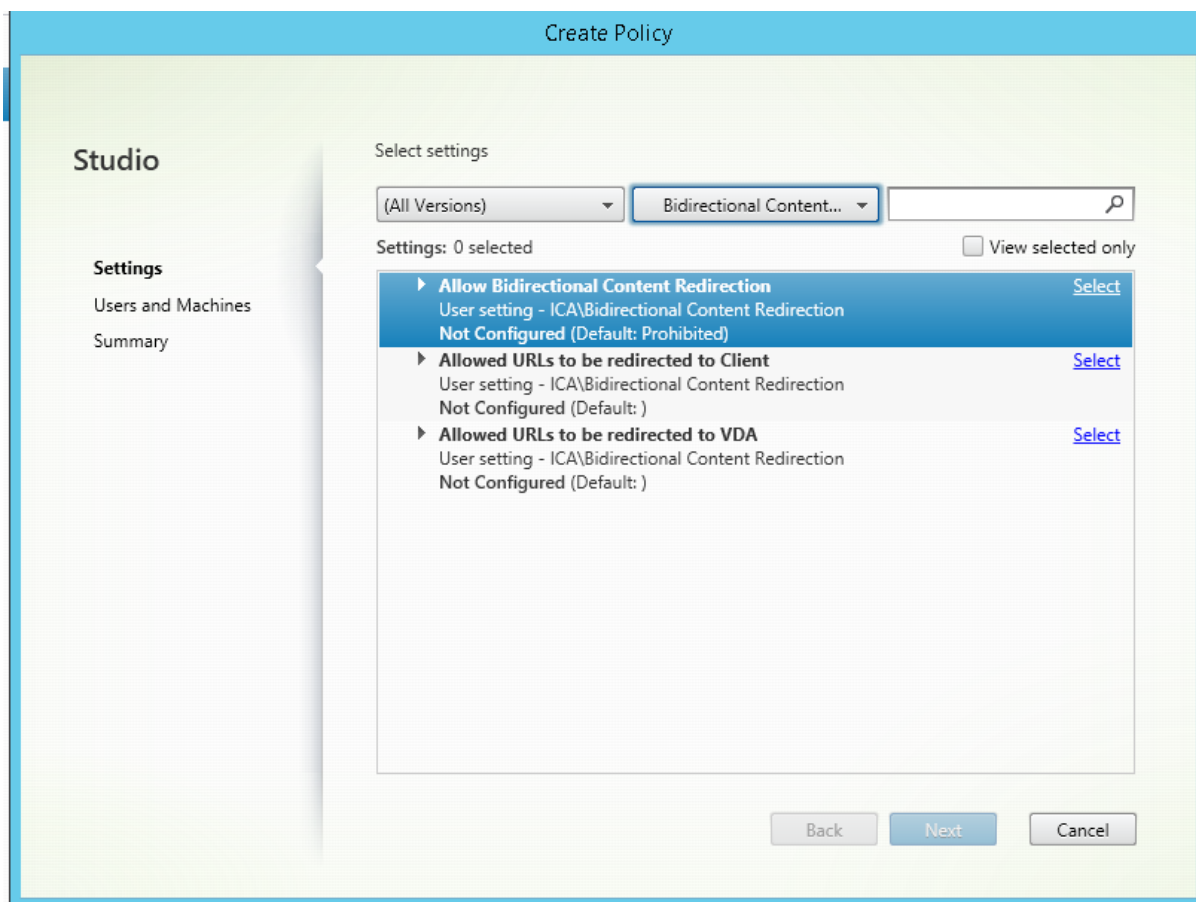 Create Policy
Studio
Settings
Users and Machines
Summary
Select settings
(All Versions)
Bidirectional Content...
Settings: 0 selected
View selected only
Allow Bidirectional Content Redirection
Select
User setting - ICA\Bidirectional Content Redirection
Not Configured (Default: Prohibited)
Allowed URLs to be redirected to Client
Select
User setting - ICA\Bidirectional Content Redirection
Not Configured (Default: )
Allowed URLs to be redirected to VDA
Select
User setting - ICA\Bidirectional Content Redirection
Not Configured (Default: )
Back
Next
Cancel